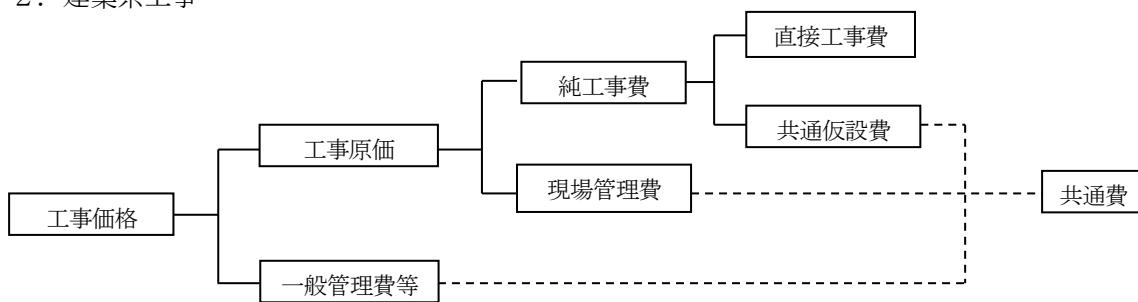 ２．建築系工事
直接工事費
純工事費
共通仮設費
工事原価
現場管理費
共通費
工事価格
一般管理費等